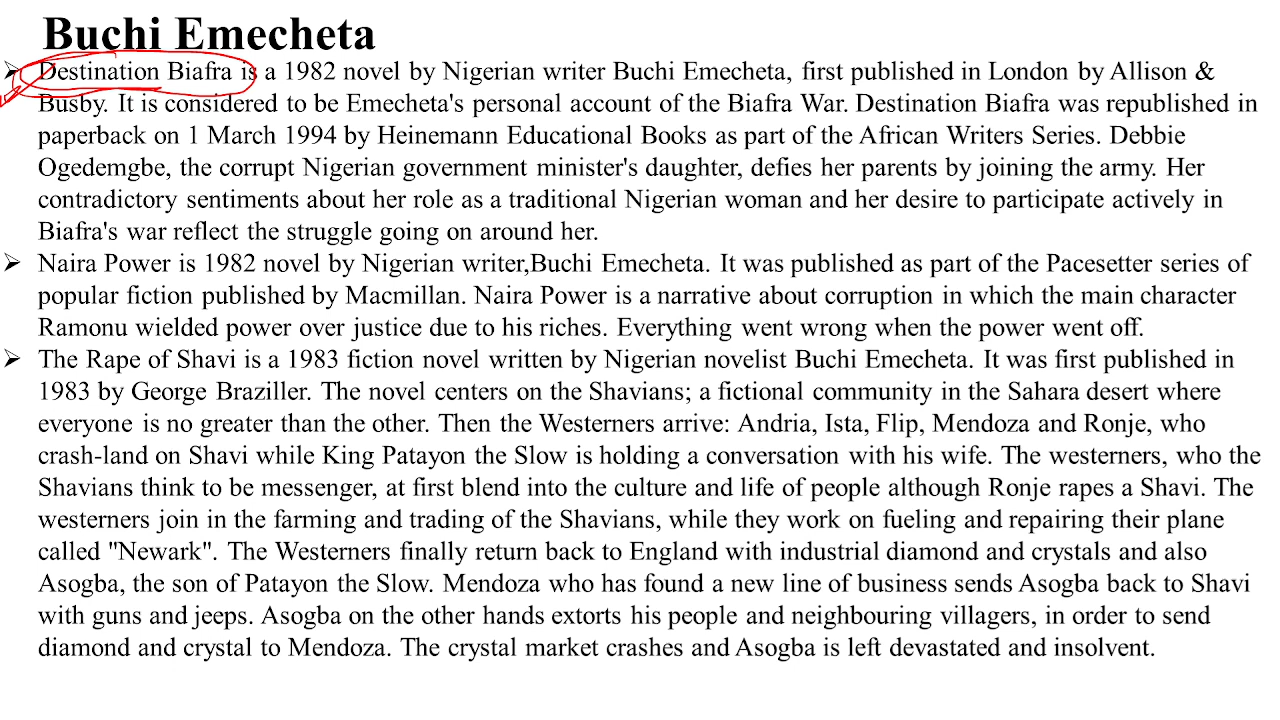 Buchi Emecheta
➢ Destination Biafra is a 1982 novel by Nigerian writer Buchi Emecheta, first published in London by Allison &
Busby. It is considered to be Emecheta's personal account of the Biafra War. Destination Biafra was republished in
paperback on 1 March 1994 by Heinemann Educational Books as part of the African Writers Series. Debbie
Ogedemgbe, the corrupt Nigerian government minister's daughter, defies her parents by joining the army. Her
contradictory sentiments about her role as a traditional Nigerian woman and her desire to participate actively in
Biafra's war reflect the struggle going on around her.
➢ Naira Power is 1982 novel by Nigerian writer,Buchi Emecheta. It was published as part of the Pacesetter series of
popular fiction published by Macmillan. Naira Power is a narrative about corruption in which the main character
Ramonu wielded power over justice due to his riches. Everything went wrong when the power went off.
➢ The Rape of Shavi is a 1983 fiction novel written by Nigerian novelist Buchi Emecheta. It was first published in
1983 by George Braziller. The novel centers on the Shavians; a fictional community in the Sahara desert where
everyone is no greater than the other. Then the Westerners arrive: Andria, Ista, Flip, Mendoza and Ronje, who
crash-land on Shavi while King Patayon the Slow is holding a conversation with his wife. The westerners, who the
Shavians think to be messenger, at first blend into the culture and life of people although Ronje rapes a Shavi. The
westerners join in the farming and trading of the Shavians, while they work on fueling and repairing their plane
called "Newark". The Westerners finally return back to England with industrial diamond and crystals and also
Asogba, the son of Patayon the Slow. Mendoza who has found a new line of business sends Asogba back to Shavi
with guns and jeeps. Asogba on the other hands extorts his people and neighbouring villagers, in order to send
diamond and crystal to Mendoza. The crystal market crashes and Asogba is left devastated and insolvent.